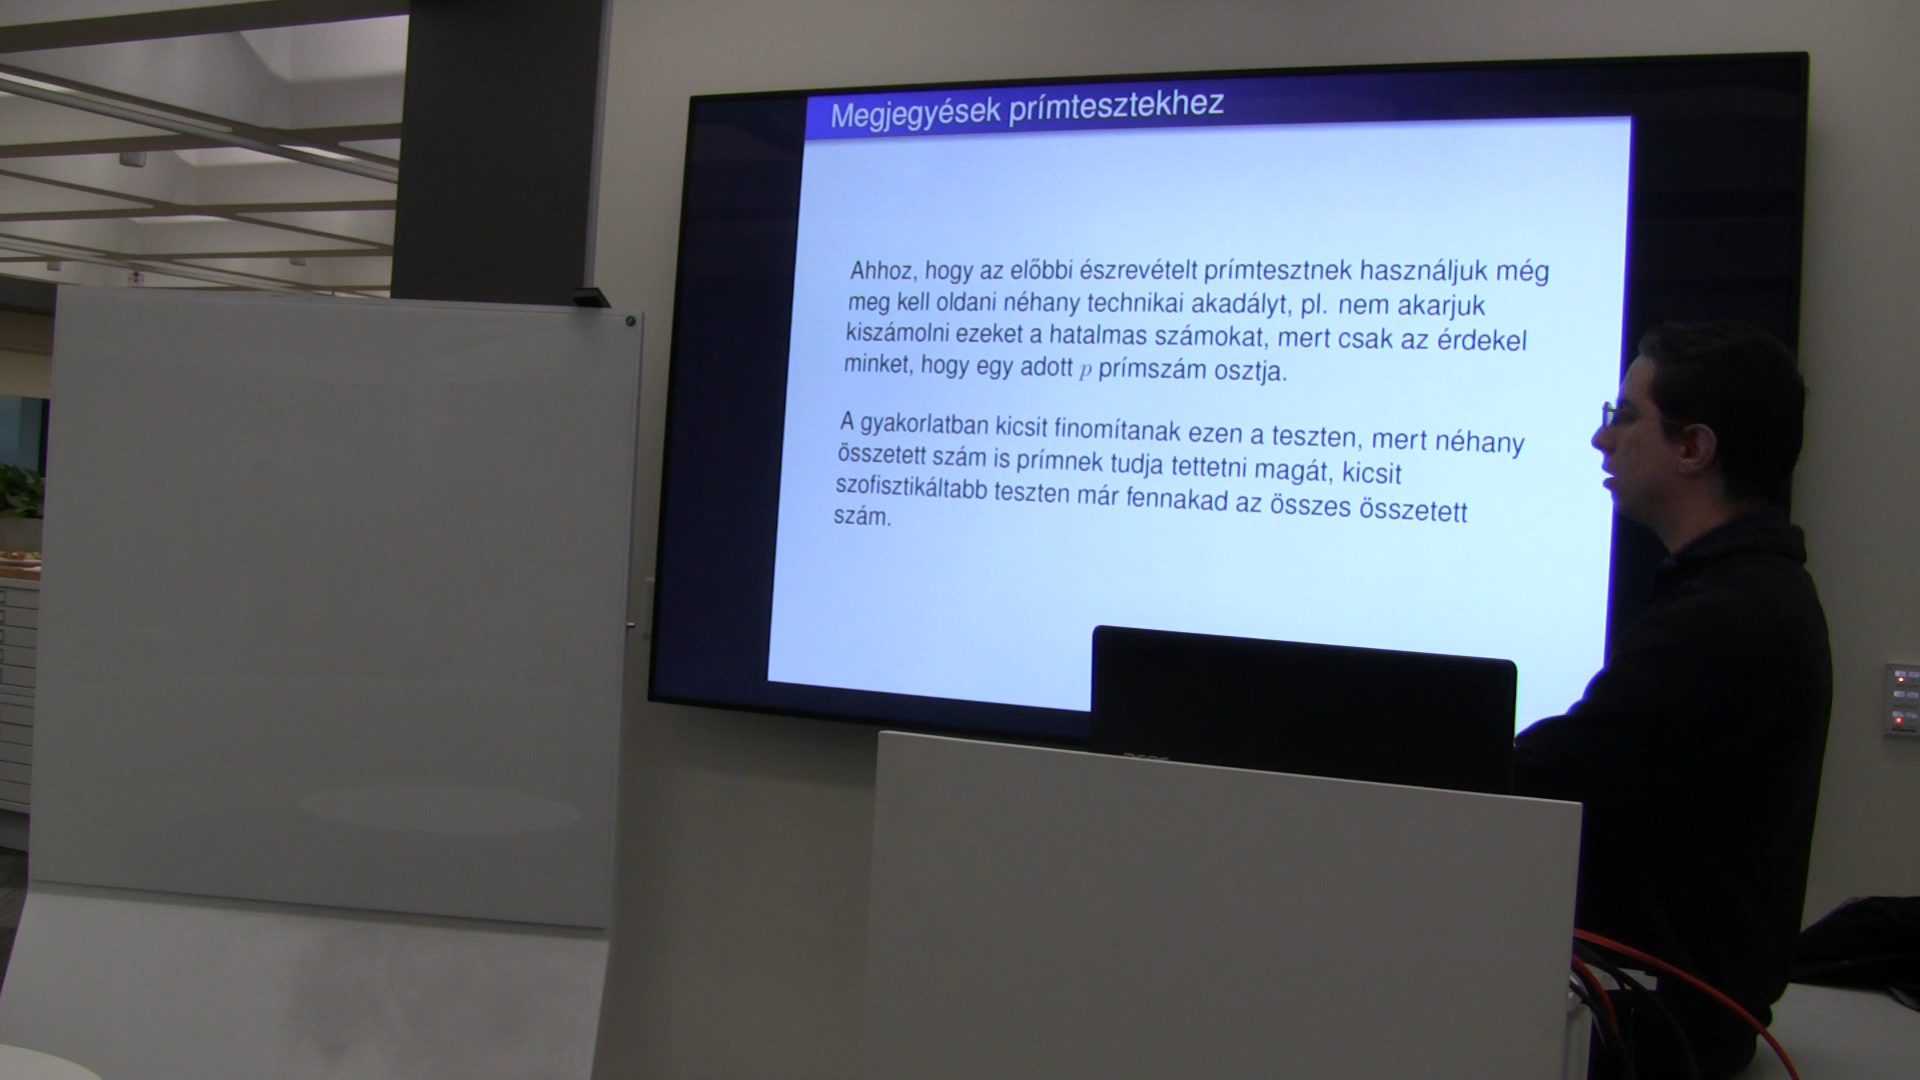 Megjegyések prímtesztekhez
Ahhoz, hogy az előbbi észrevételt prímtesztnek használjuk még
meg kell oldani néhany technikai akadályt, pl. nem akarjuk
kiszámolni ezeket a hatalmas számokat, mert csak az érdekel
minket, hogy egy adott p prímszám osztja.
A gyakorlatban kicsit finomítanak ezen a teszten, mert néhany
összetett szám is prímnek tudja tettetni magát, kicsit
szofisztikáltabb teszten már fennakad az összes összetett
szám.